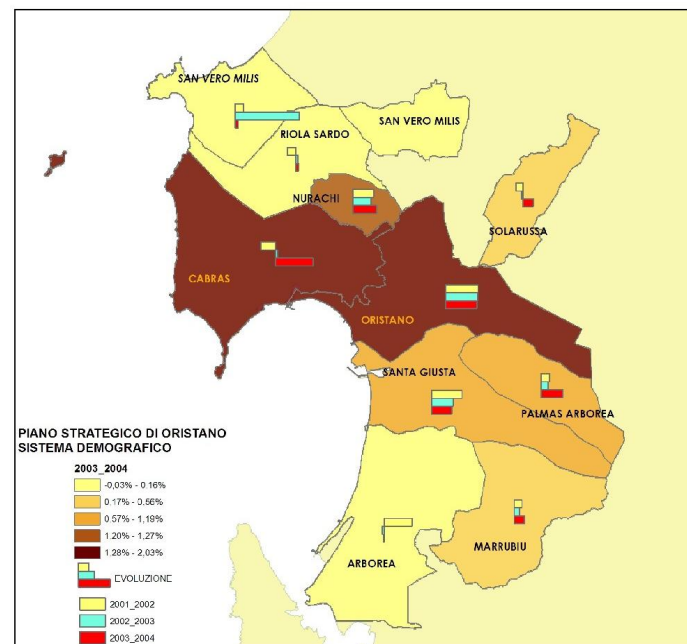 SAN VERO MILIS
RIOLA SARDO
SAN VERO MILIS
NURACHI
SOLARUSSA
CABRAS
ORISTANO
SANTA GIUSTA
PALMAS ARBOREA
ARBOREA
MARRUBIU
PIANO STRATEGICO DI ORISTANO
SISTEMA DEMOGRAFICO
2003_2004
-0,03% - 0.16%
0.17% - 0.56%
0.57% - 1,19%
1.20% - 1,27%
1.28% - 2,03%
EVOLUZIONE
2001_2002
2002_2003
2003_2004